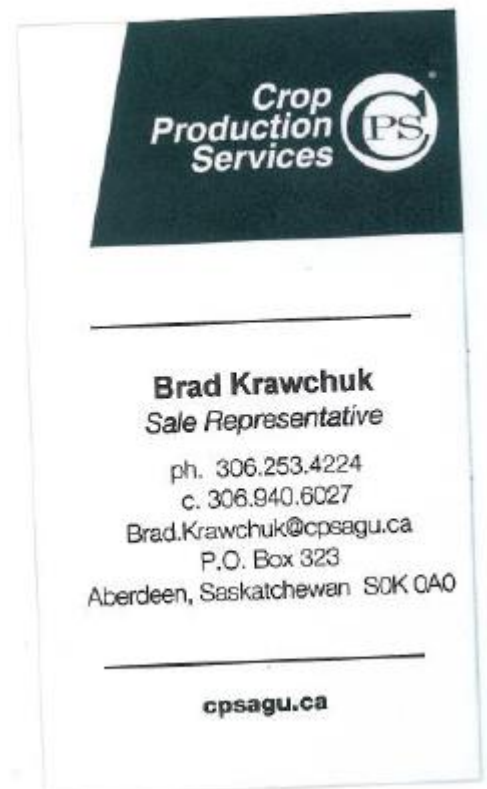 Crop
Production
Services
CPS
Brad Krawchuk
Sale Representative
ph. 306.253.4224
c. 306.940.6027
Brad.Krawchuk@cpsagu.ca
P.O. Box 323
Aberdeen, Saskatchewan S0K 0A0
cpsagu.ca